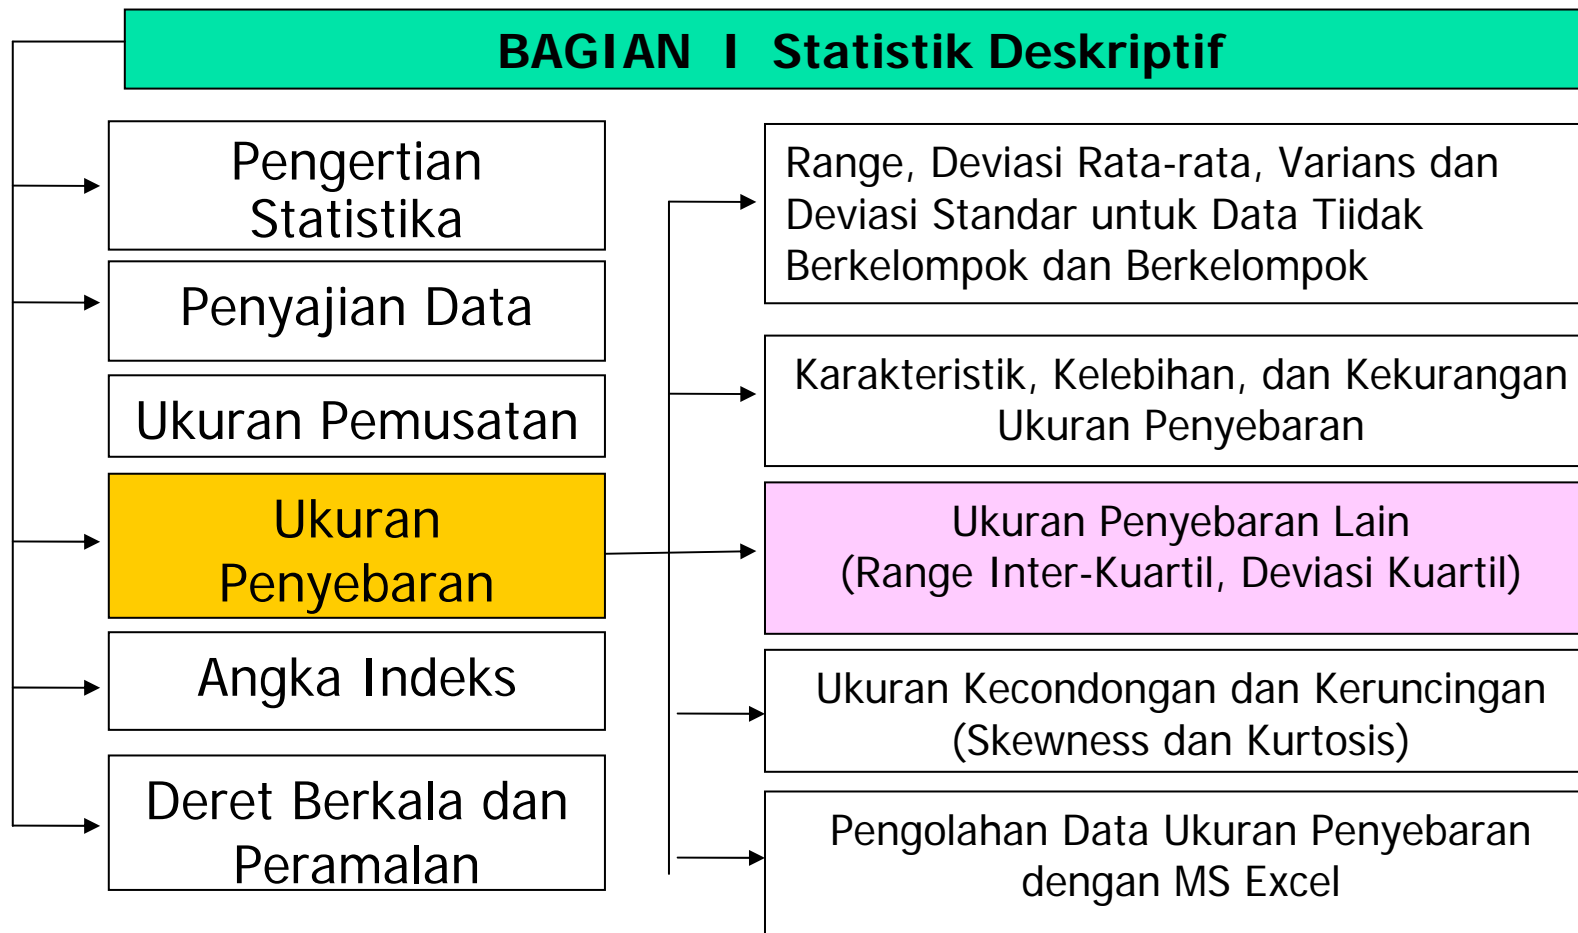 BAGIAN I Statistik Deskriptif
Pengertian
Statistika
Penyajian Data
Ukuran Pemusatan
Ukuran
Penyebaran
Angka Indeks
Deret Berkala dan
Peramalan
Range, Deviasi Rata-rata, Varians dan
Deviasi Standar untuk Data Tiidak
Berkelompok dan Berkelompok
Karakteristik, Kelebihan, dan Kekurangan
Ukuran Penyebaran
Ukuran Penyebaran Lain
(Range Inter-Kuartil, Deviasi Kuartil)
Ukuran Kecondongan dan Keruncingan
(Skewness dan Kurtosis)
Pengolahan Data Ukuran Penyebaran
dengan MS Excel